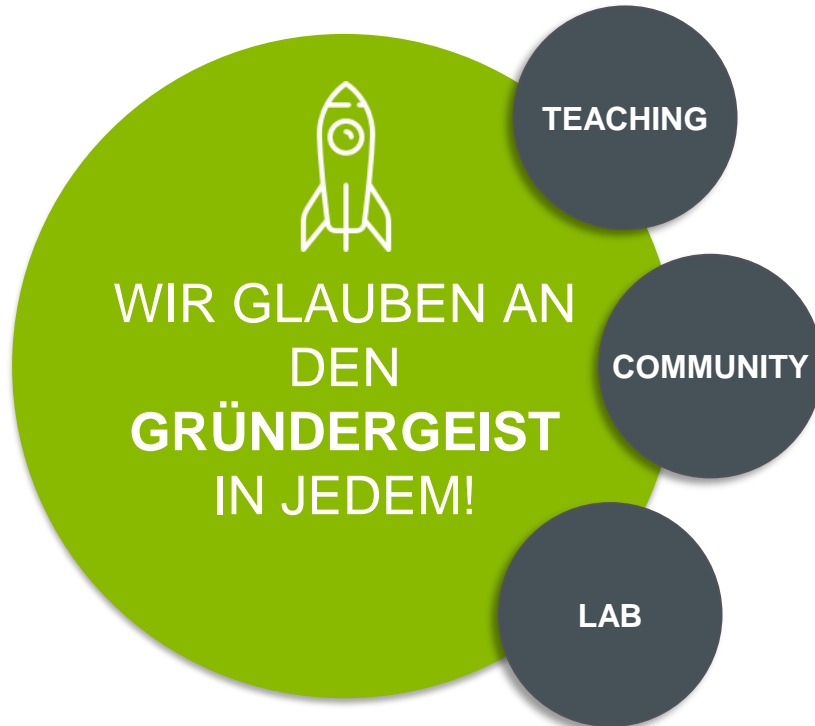 WIR GLAUBEN AN
DEN
GRÜNDERGEIST
IN JEDEM!
TEACHING
COMMUNITY
LAB